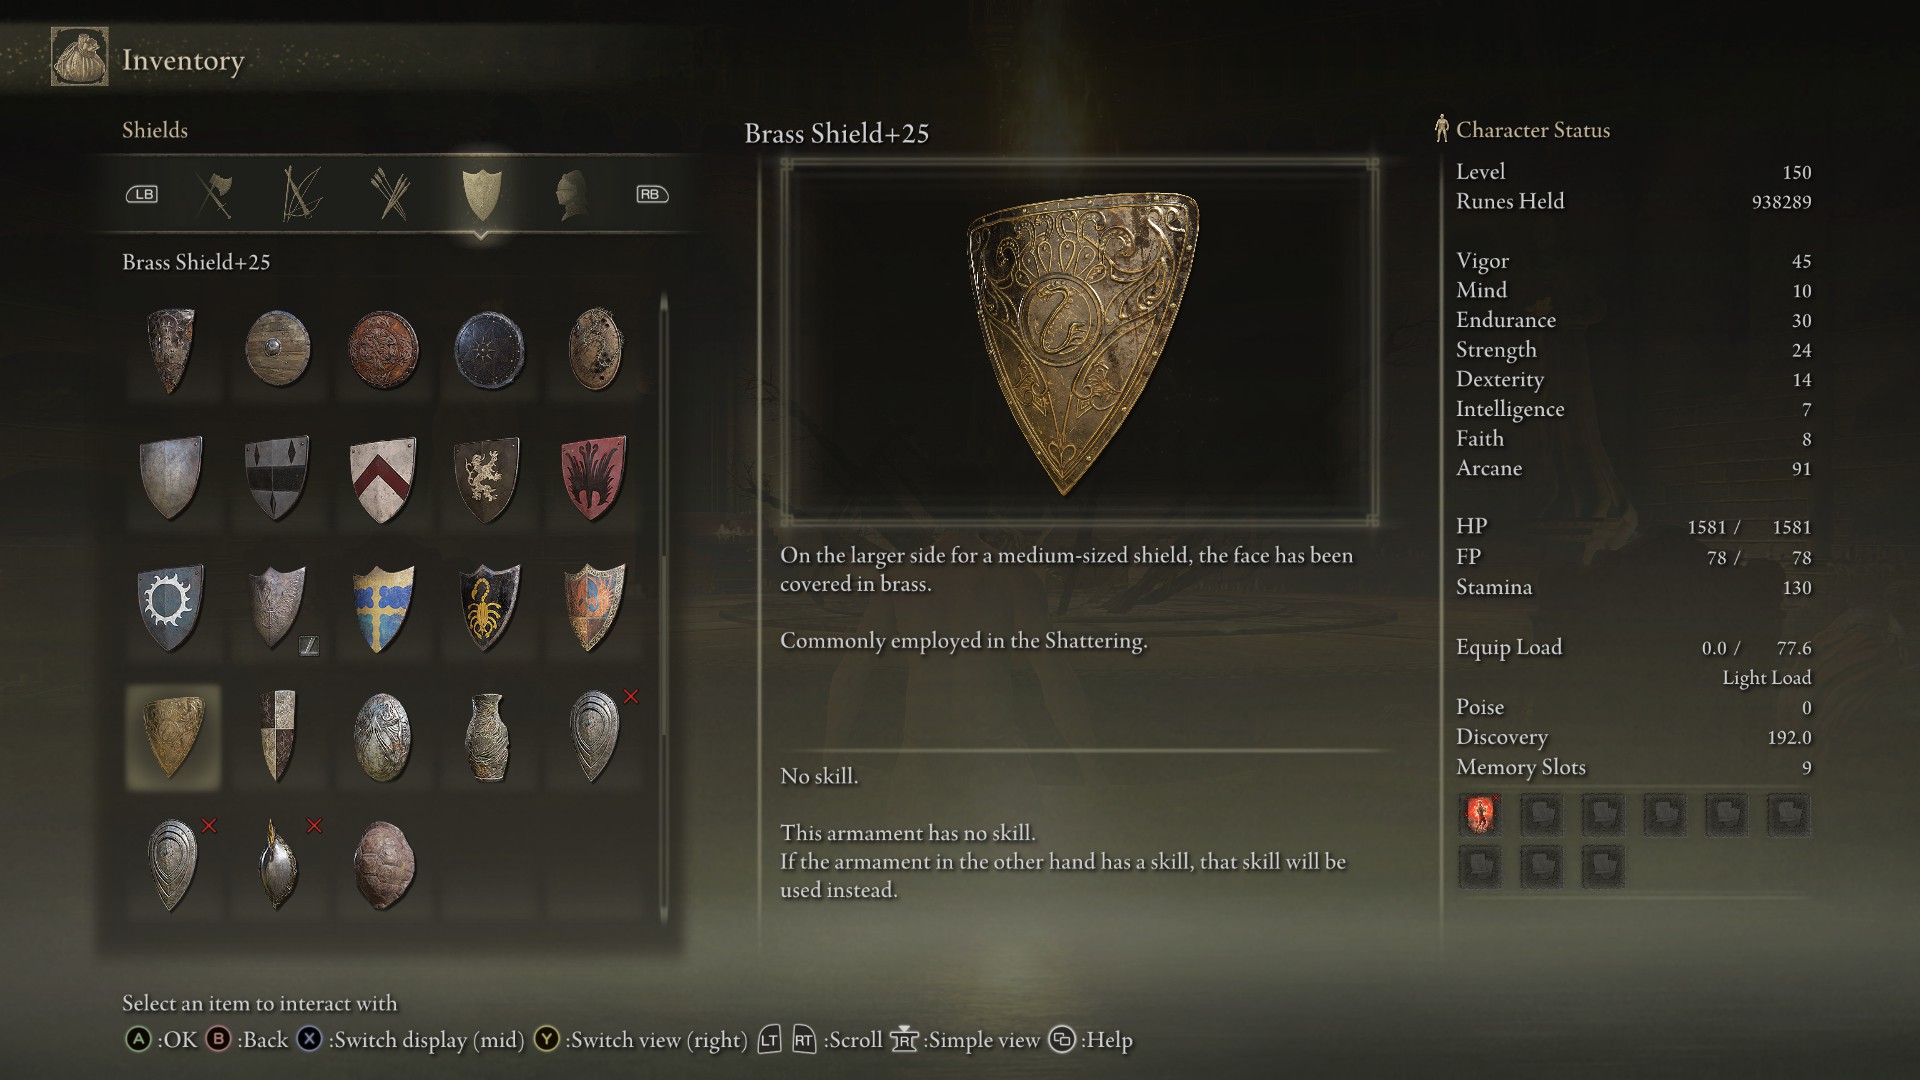 Inventory
Shields
LB
RB
Brass Shield+25
Brass Shield+25
On the larger side for a medium-sized shield, the face has been
covered in brass.
Commonly employed in the Shattering.
No skill.
This armament has no skill.
If the armament in the other hand has a skill, that skill will be
used instead.
Character Status
Level 150
Runes Held 938289
Vigor 45
Mind 10
Endurance 30
Strength 24
Dexterity 14
Intelligence 7
Faith 8
Arcane 91
HP 1581 / 1581
FP 78 / 78
Stamina 130
Equip Load 0.0 / 77.6
Light Load
Poise 0
Discovery 192.0
Memory Slots 9
Select an item to interact with
A :OK B :Back X :Switch display (mid) Y :Switch view (right) LT RT :Scroll R :Simple view :Help